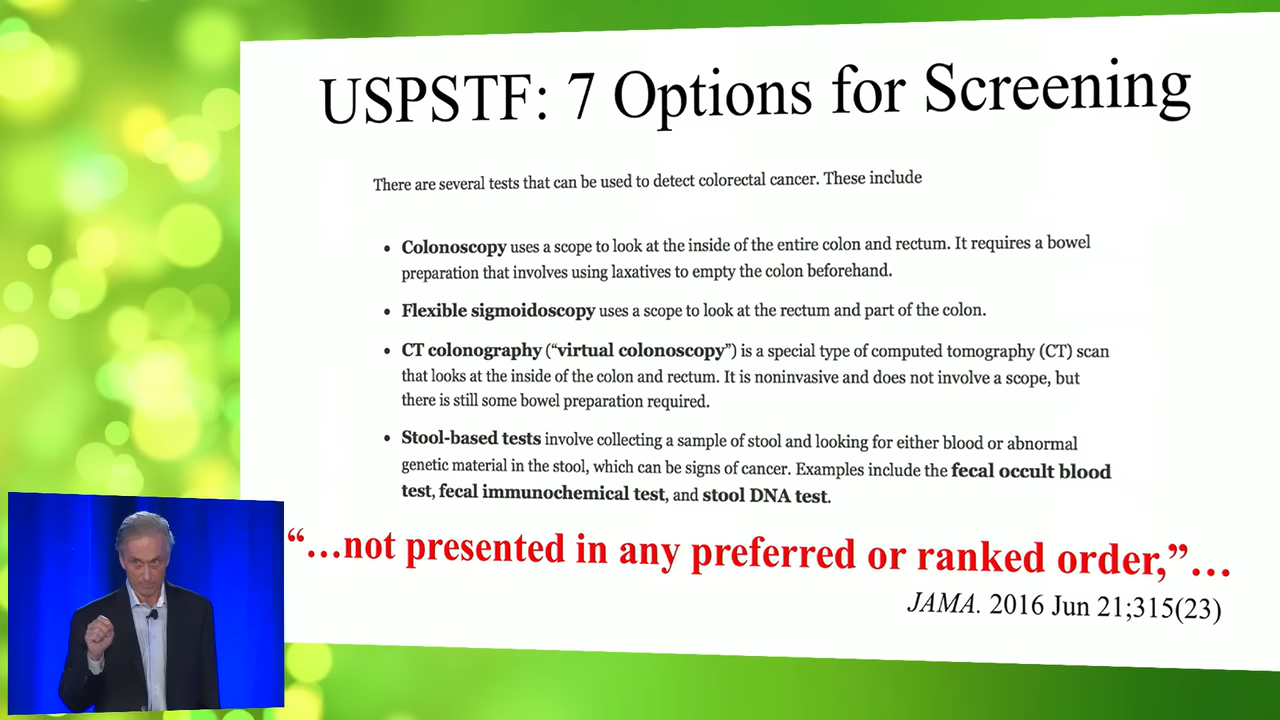 USPSTF: 7 Options for Screening
There are several tests that can be used to detect colorectal cancer. These include
• Colonoscopy uses a scope to look at the inside of the entire colon and rectum. It requires a bowel
preparation that involves using laxatives to empty the colon beforehand.
• Flexible sigmoidoscopy uses a scope to look at the rectum and part of the colon.
• CT colonography (“virtual colonoscopy”) is a special type of computed tomography (CT) scan
that looks at the inside of the colon and rectum. It is noninvasive and does not involve a scope, but
there is still some bowel preparation required.
• Stool-based tests involve collecting a sample of stool and looking for either blood or abnormal
genetic material in the stool, which can be signs of cancer. Examples include the fecal occult blood
test, fecal immunochemical test, and stool DNA test.
“…not presented in any preferred or ranked order,”…
JAMA. 2016 Jun 21;315(23)